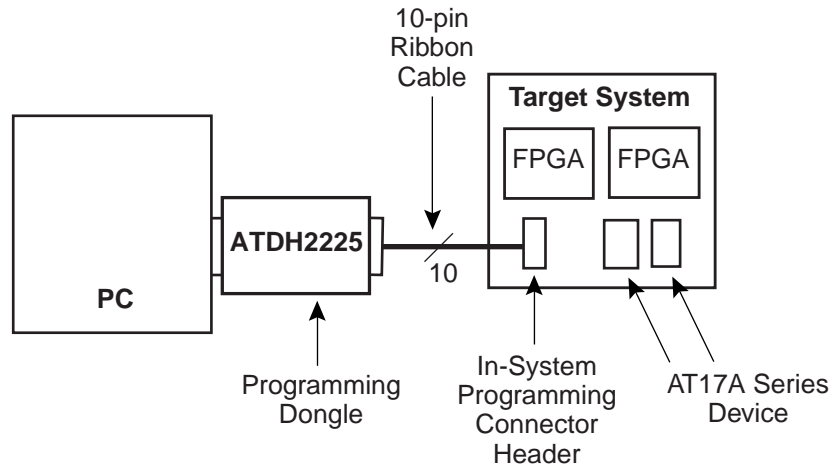 10-pin
Ribbon
Cable
Target System
FPGA
FPGA
ATDH2225
10
PC
Programming
Dongle
In-System
Programming
Connector
Header
AT17A Series
Device